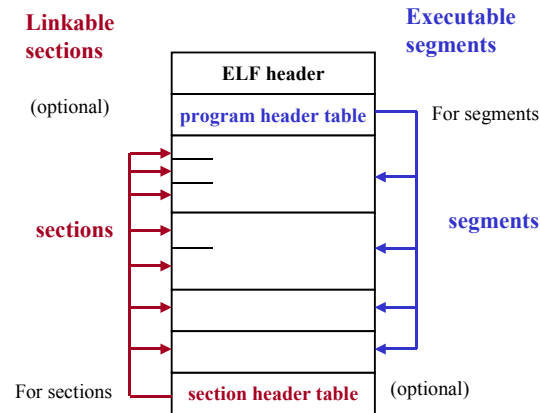 Linkable
sections
Executable
segments
ELF header
(optional)
program header table
For segments
sections
segments
For sections
section header table
(optional)